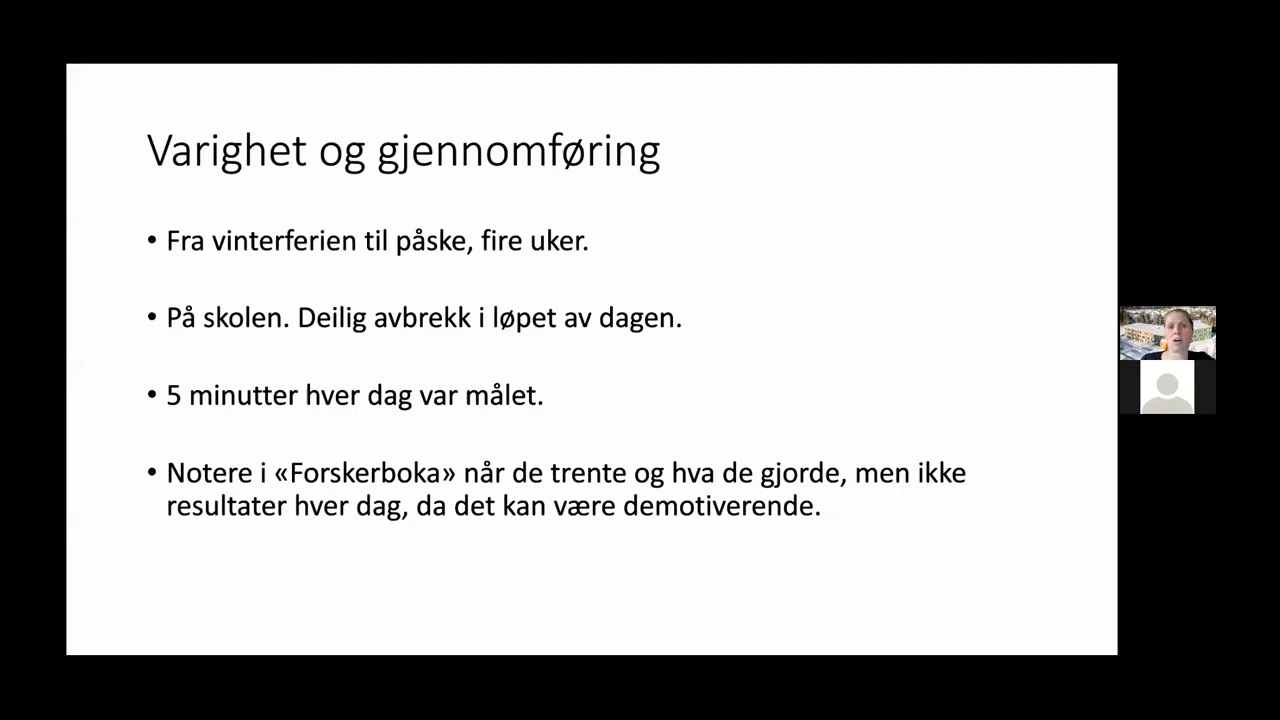 Varighet og gjennomføring
• Fra vinterferien til påske, fire uker.
• På skolen. Deilig avbrekk i løpet av dagen.
• 5 minutter hver dag var målet.
• Notere i «Forskerboka» når de trente og hva de gjorde, men ikke
resultater hver dag, da det kan være demotiverende.